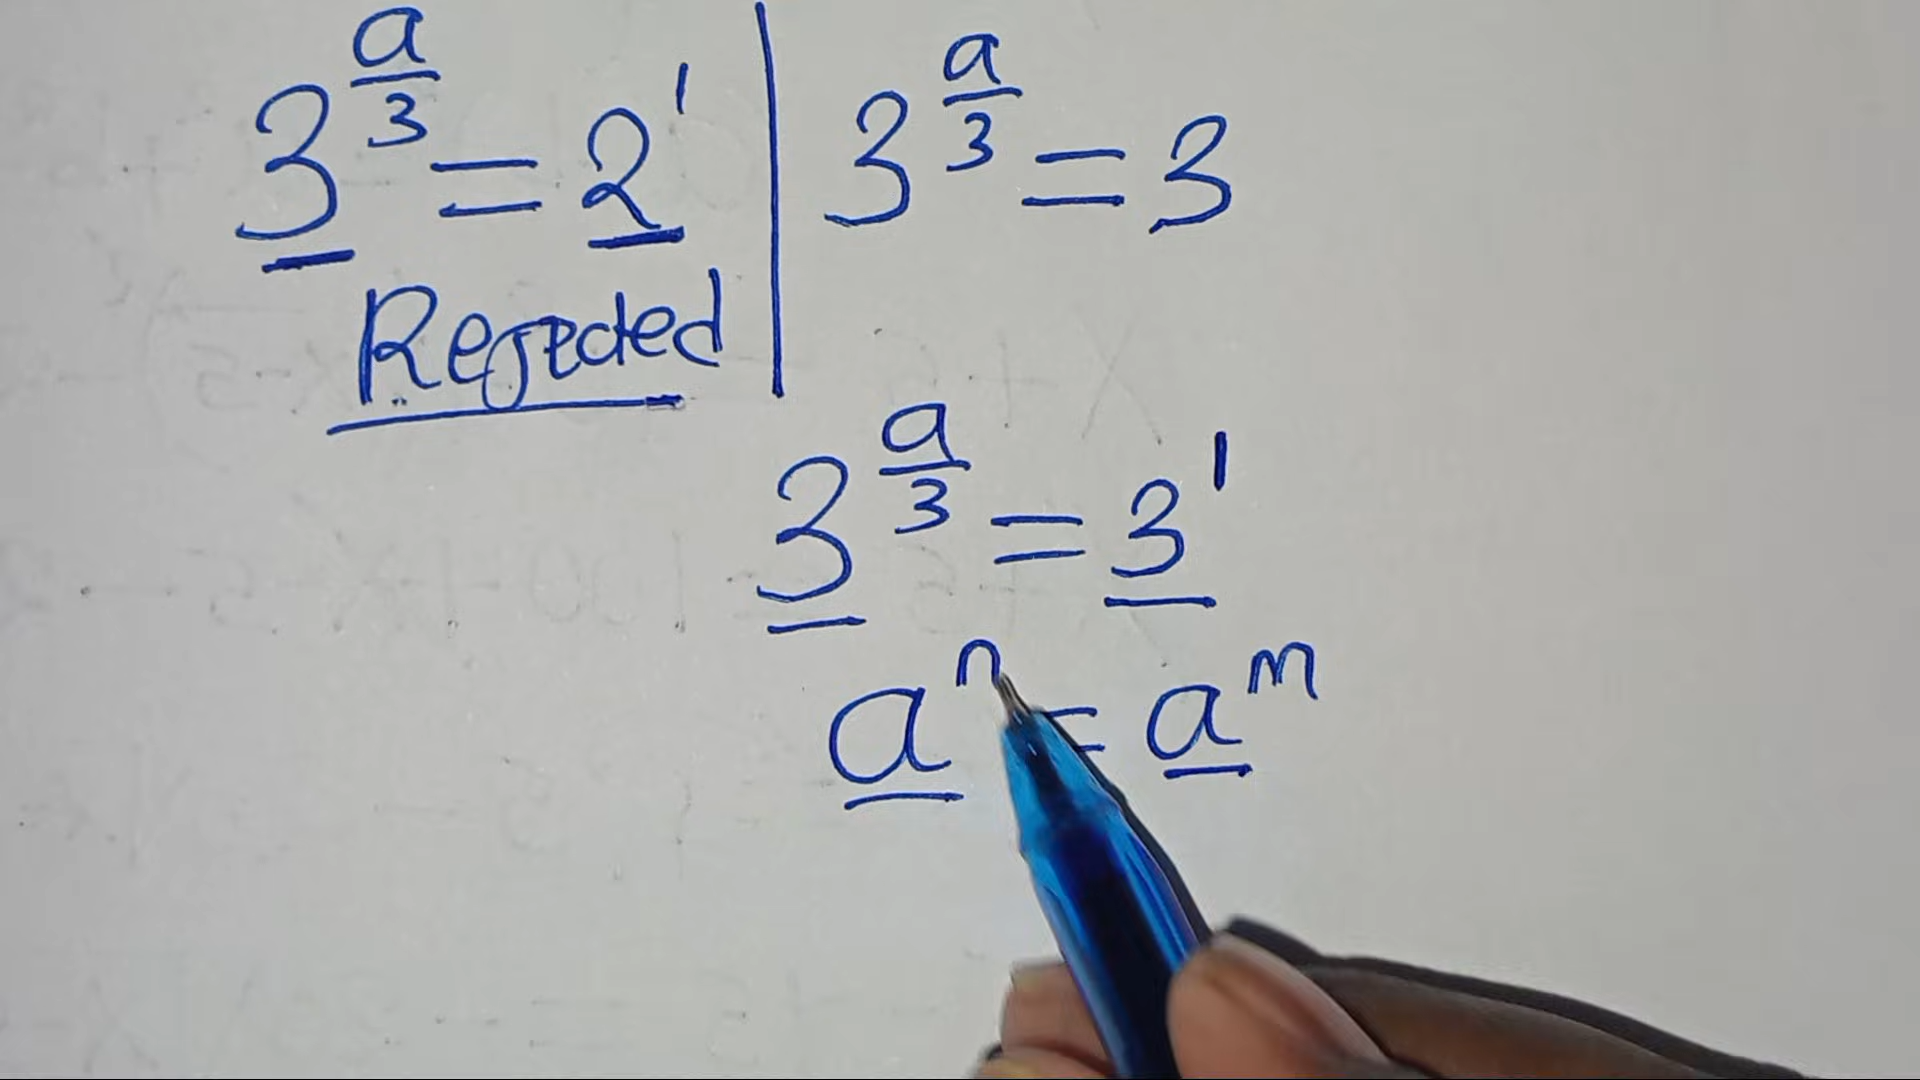 3^(a/3) = 2^1 | 3^(a/3) = 3
Rejected
3^(a/3) = 3^1
a^n = a^m